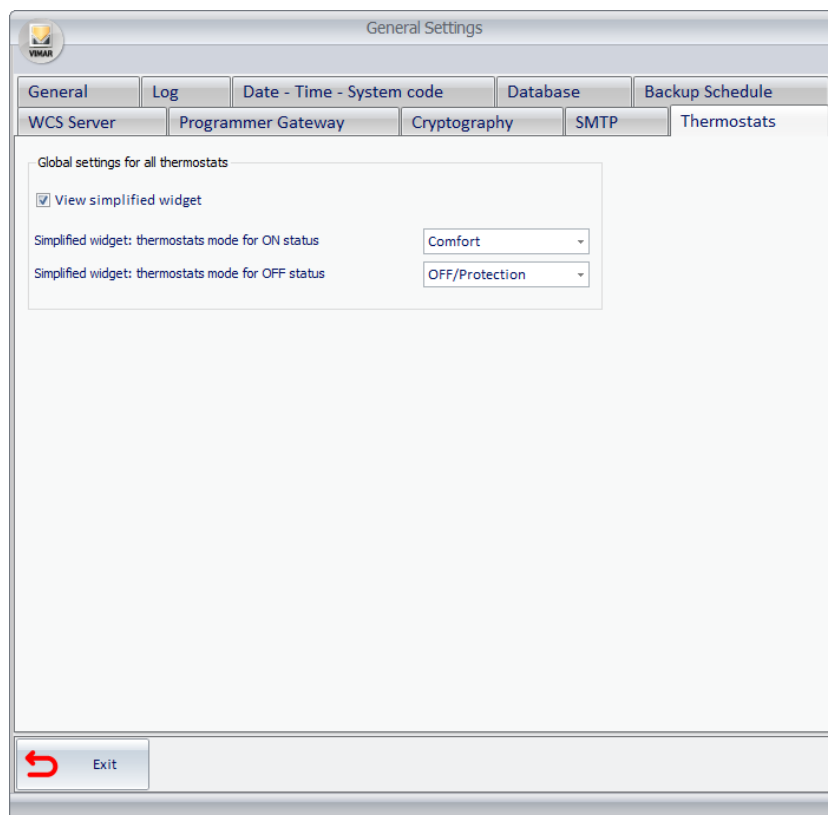 General Settings
VIMAR
General Log Date - Time - System code Database Backup Schedule
WCS Server Programmer Gateway Cryptography SMTP Thermostats
Global settings for all thermostats
View simplified widget
Simplified widget: thermostats mode for ON status Comfort
Simplified widget: thermostats mode for OFF status OFF/Protection
Exit